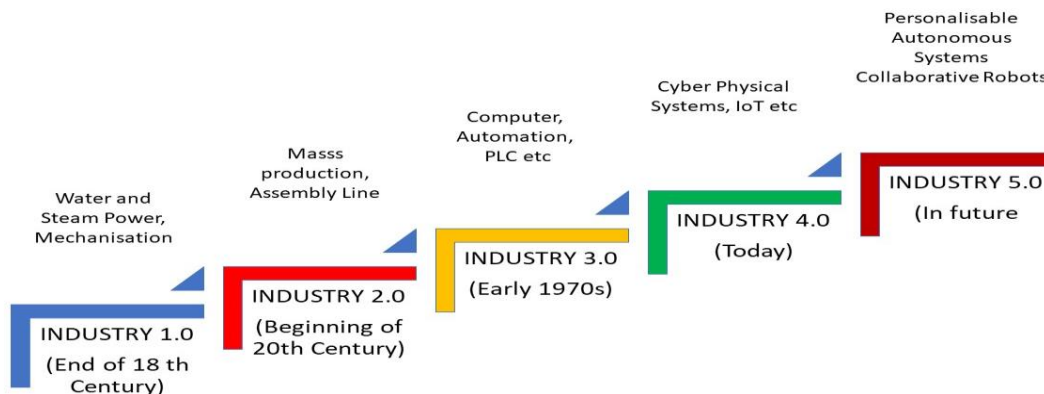 Water and
Steam Power,
Mechanisation
INDUSTRY 1.0
(End of 18 th
Century)
Masss
production,
Assembly Line
INDUSTRY 2.0
(Beginning of
20th Century)
Computer,
Automation,
PLC etc
INDUSTRY 3.0
(Early 1970s)
Cyber Physical
Systems, IoT etc
INDUSTRY 4.0
(Today)
Personalisable
Autonomous
Systems
Collaborative Robots
INDUSTRY 5.0
(In future